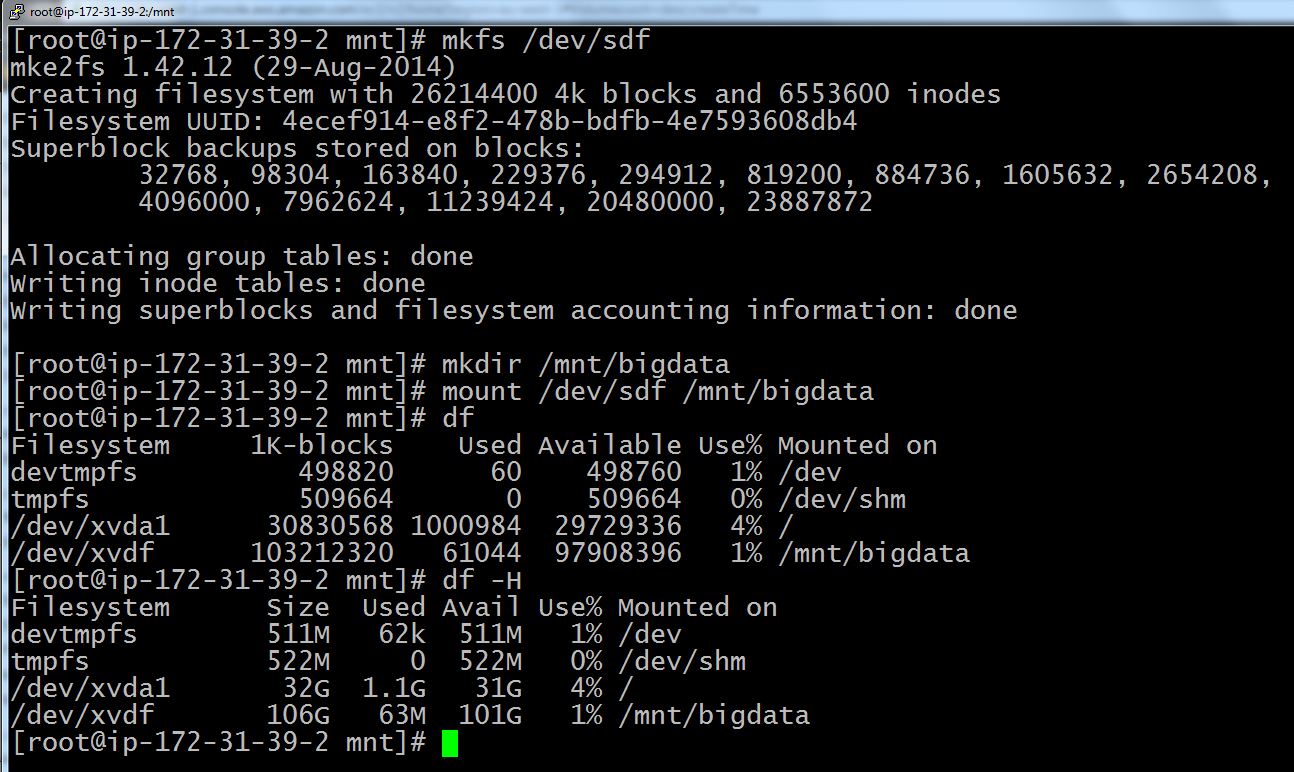 root@ip-172-31-39-2:/mnt
[root@ip-172-31-39-2 mnt]# mkfs /dev/sdf
mke2fs 1.42.12 (29-Aug-2014)
Creating filesystem with 26214400 4k blocks and 6553600 inodes
Filesystem UUID: 4ecef914-e8f2-478b-bdfb-4e7593608db4
Superblock backups stored on blocks:
        32768, 98304, 163840, 229376, 294912, 819200, 884736, 1605632, 2654208,
        4096000, 7962624, 11239424, 20480000, 23887872

Allocating group tables: done
Writing inode tables: done
Writing superblocks and filesystem accounting information: done

[root@ip-172-31-39-2 mnt]# mkdir /mnt/bigdata
[root@ip-172-31-39-2 mnt]# mount /dev/sdf /mnt/bigdata
[root@ip-172-31-39-2 mnt]# df
Filesystem     1K-blocks    Used Available Use% Mounted on
devtmpfs          498820      60    498760   1% /dev
tmpfs             509664       0    509664   0% /dev/shm
/dev/xvda1      30830568 1000984  29729336   4% /
/dev/xvdf      103212320   61044  97908396   1% /mnt/bigdata
[root@ip-172-31-39-2 mnt]# df -H
Filesystem      Size  Used Avail Use% Mounted on
devtmpfs        511M   62k  511M   1% /dev
tmpfs           522M     0  522M   0% /dev/shm
/dev/xvda1       32G  1.1G   31G   4% /
/dev/xvdf       106G   63M  101G   1% /mnt/bigdata
[root@ip-172-31-39-2 mnt]#